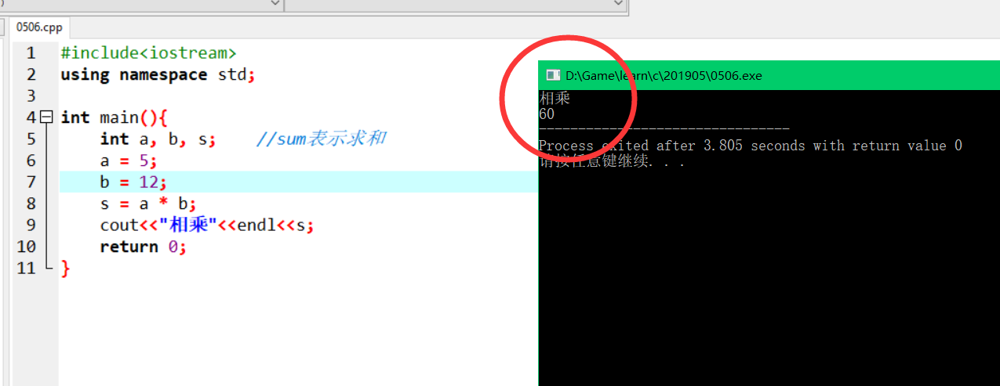 0506.cpp
1 #include<iostream>
2 using namespace std;
3
4 int main(){
5 int a, b, s; //sum表示求和
6 a = 5;
7 b = 12;
8 s = a * b;
9 cout<<"相乘"<<endl<<s;
10 return 0;
11 }
D:\Game\learn\c\201905\0506.exe
相乘
60
--------------------------------
Process exited after 3.805 seconds with return value 0
请按任意键继续. . .